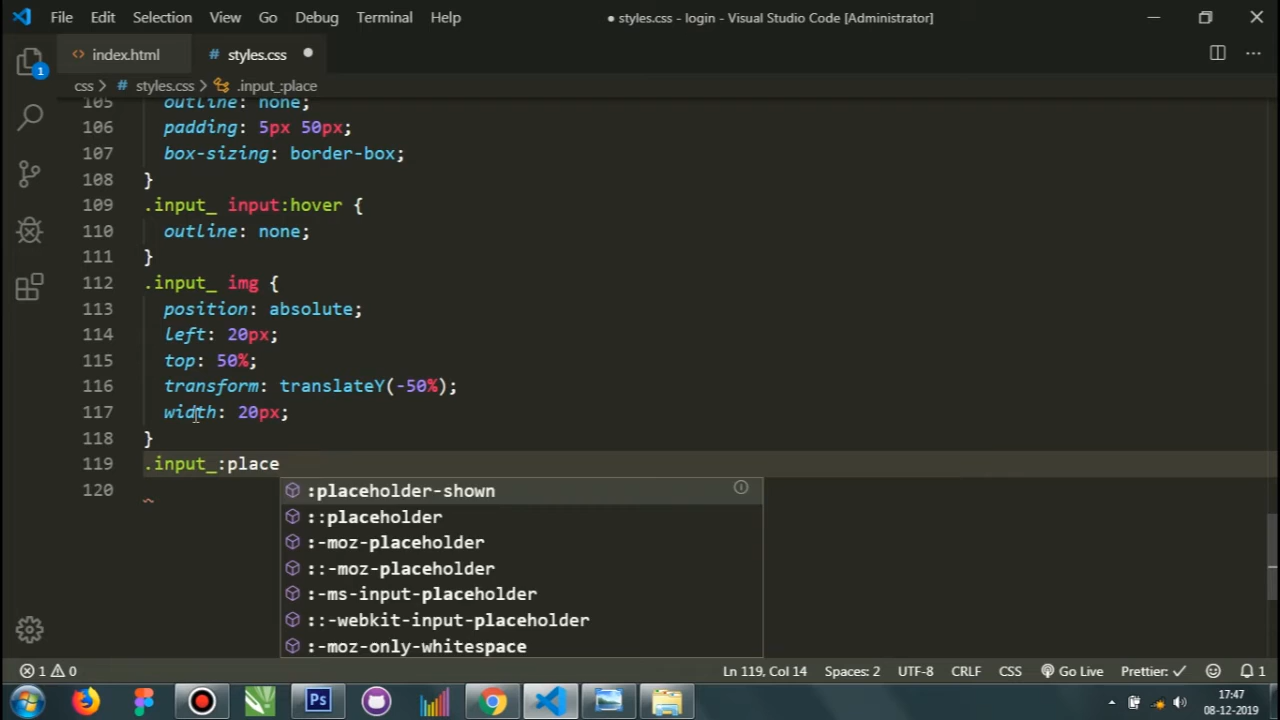 File Edit Selection View Go Debug Terminal Help ● styles.css - login - Visual Studio Code [Administrator]
<> index.html # styles.css ●
css > # styles.css > .input_:place
105 outline: none;
106 padding: 5px 50px;
107 box-sizing: border-box;
108 }
109 .input_ input:hover {
110 outline: none;
111 }
112 .input_ img {
113 position: absolute;
114 left: 20px;
115 top: 50%;
116 transform: translateY(-50%);
117 width: 20px;
118 }
119 .input_:place
120
:placeholder-shown
::placeholder
:-moz-placeholder
::-moz-placeholder
:-ms-input-placeholder
::-webkit-input-placeholder
:-moz-only-whitespace
1
1 0 Ln 119, Col 14 Spaces: 2 UTF-8 CRLF CSS Go Live Prettier: ✓ 1
Ps 17:47
08-12-2019